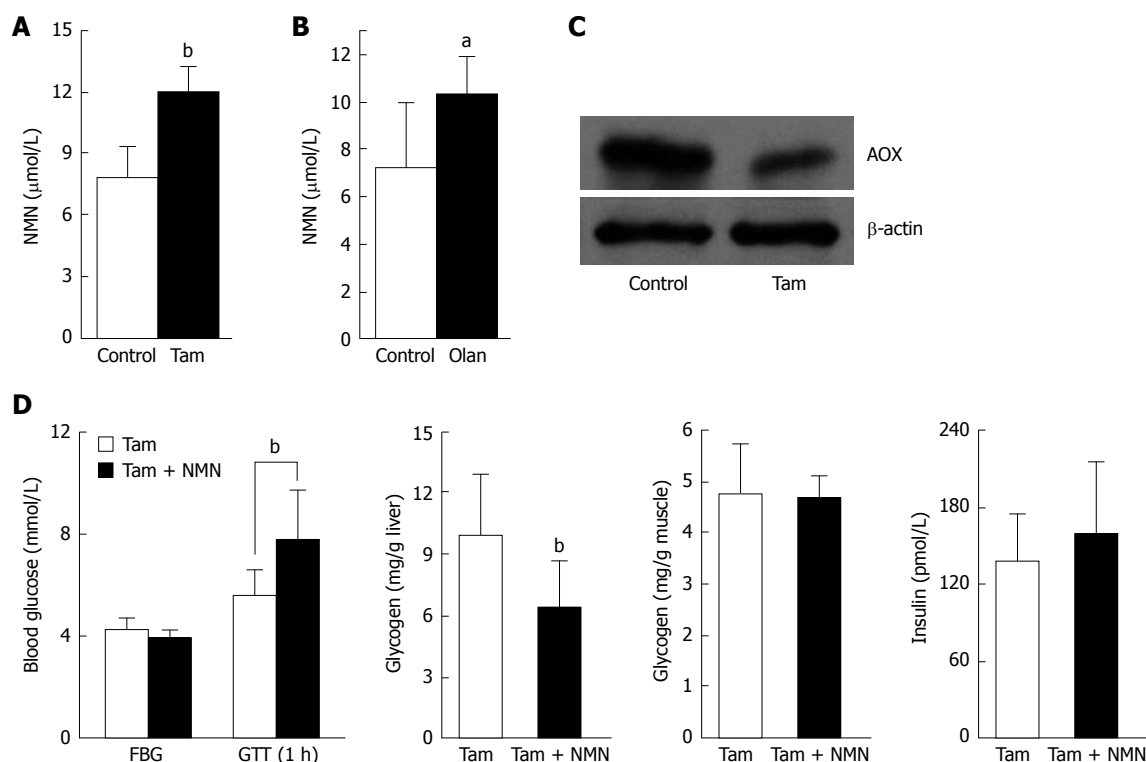 A
15
12
9
6
3
0
NMN (μmol/L)
b
Control Tam
B
14
12
10
8
6
4
2
0
NMN (μmol/L)
a
Control Olan
C
AOX
β-actin
Control Tam
D
12
8
4
0
Blood glucose (mmol/L)
Tam
Tam + NMN
b
FBG GTT (1 h)
15
12
9
6
3
0
Glycogen (mg/g liver)
b
Tam Tam + NMN
6
5
4
3
2
1
0
Glycogen (mg/g muscle)
Tam Tam + NMN
240
180
120
60
0
Insulin (pmol/L)
Tam Tam + NMN